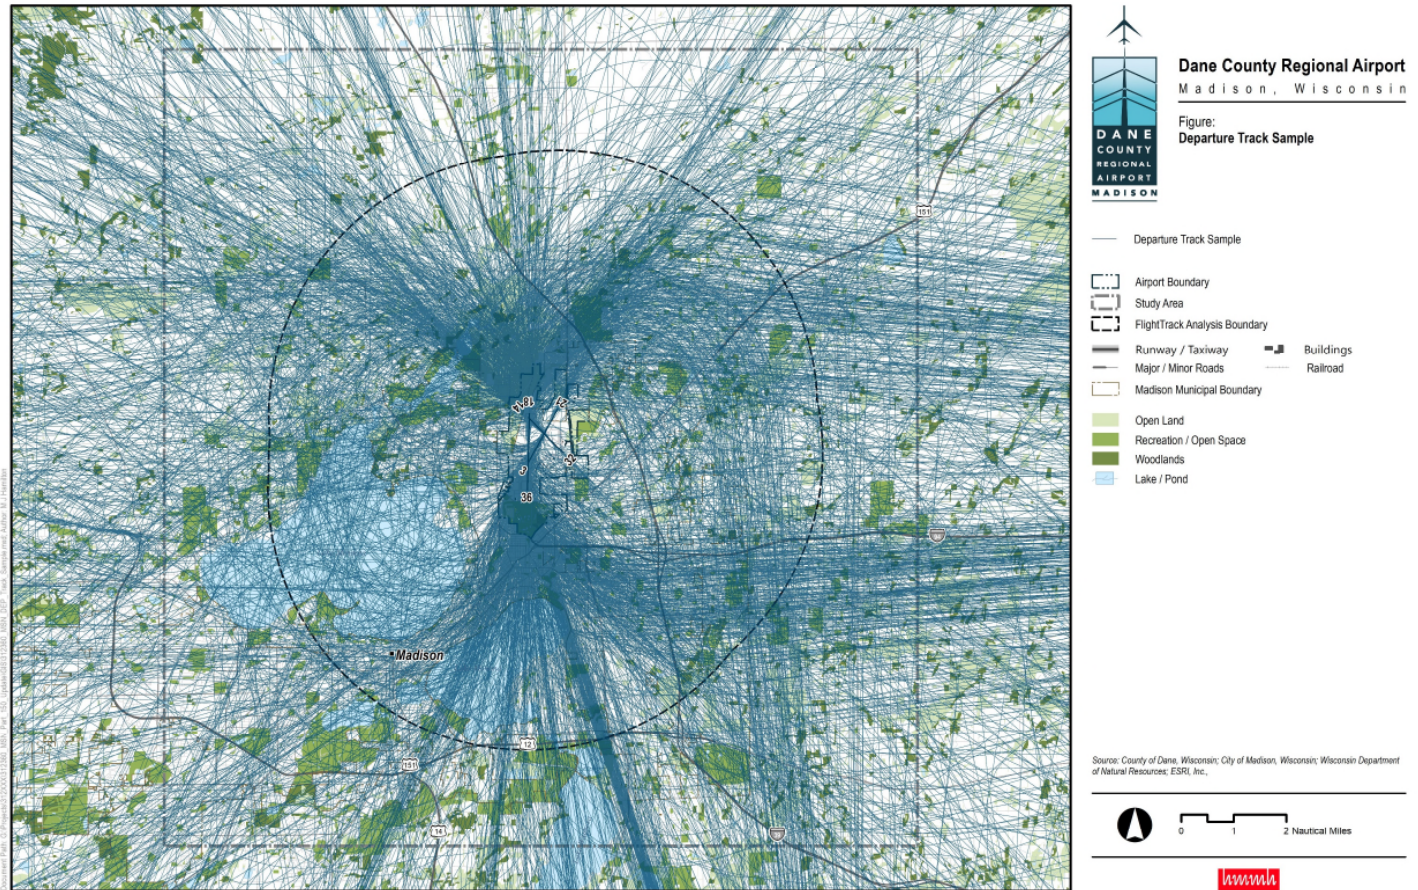 Dane County Regional Airport
Madison, Wisconsin
Figure:
Departure Track Sample
DANE
COUNTY
REGIONAL
AIRPORT
MADISON
Departure Track Sample
Airport Boundary
Study Area
FlightTrack Analysis Boundary
Runway / Taxiway
Buildings
Major / Minor Roads
Railroad
Madison Municipal Boundary
Open Land
Recreation / Open Space
Woodlands
Lake / Pond
151
18
14
21
32
3
36
Madison
12
151
14
Source: County of Dane, Wisconsin; City of Madison, Wisconsin; Wisconsin Department
of Natural Resources; ESRI, Inc.,
0 1 2 Nautical Miles
hmmh